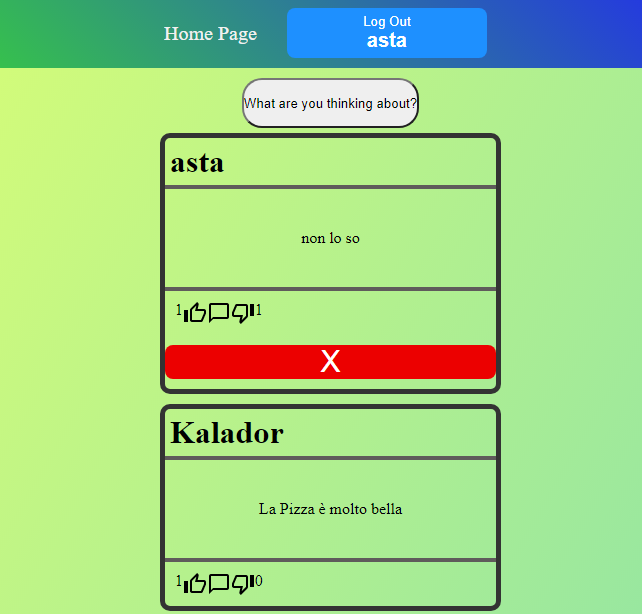 Home Page
Log Out
asta
What are you thinking about?
asta
non lo so
1 1
X
Kalador
La Pizza è molto bella
1 0